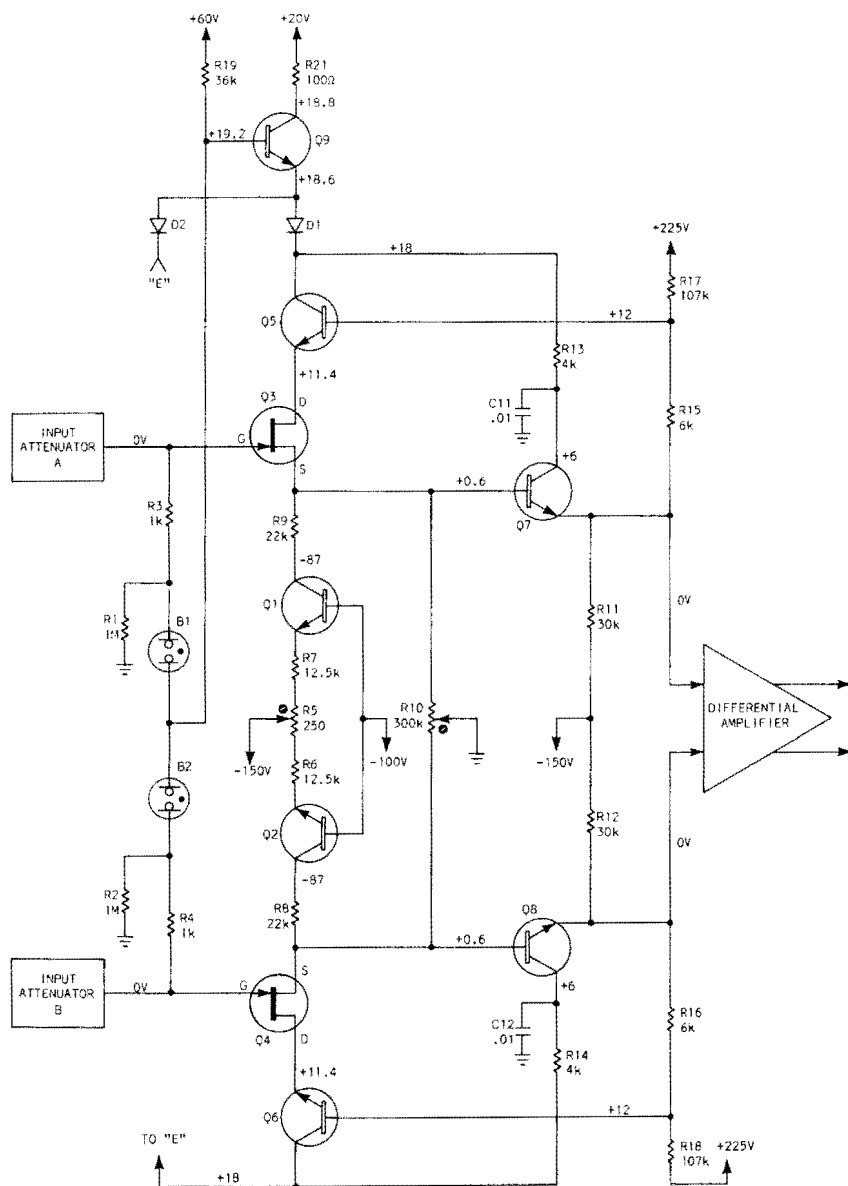 +60V
+20V
R19
36k
R21
100Ω
+18.8
+19.2
Q9
+18.6
D2
D1
"E"
+18
+225V
R17
107k
Q5
+12
R13
4k
+11.4
Q3
D
C11
.01
R15
6k
INPUT
ATTENUATOR
A
0V
G
S
+6
+0.6
Q7
R3
1k
R9
22k
-87
R1
1M
B1
Q1
R11
30k
0V
R7
12.5k
R5
250
R10
300k
DIFFERENTIAL
AMPLIFIER
-150V
-100V
-150V
R6
12.5k
B2
Q2
R12
30k
0V
-87
R2
1M
R4
1k
R8
22k
Q8
+0.6
S
+6
INPUT
ATTENUATOR
B
0V
G
Q4
D
C12
.01
R14
4k
R16
6k
+11.4
Q6
+12
TO "E"
R18
107k
+225V
+18